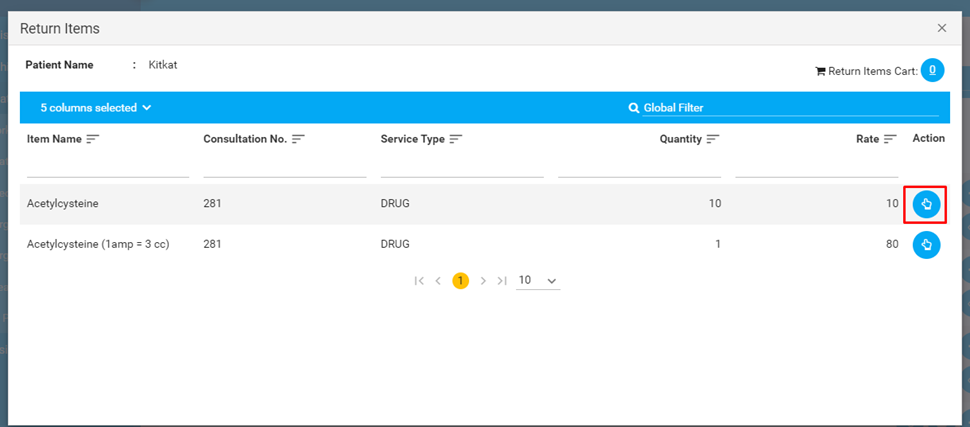 Return Items
Patient Name : Kitkat
Return Items Cart: 0
5 columns selected Global Filter
Item Name Consultation No. Service Type Quantity Rate Action
Acetylcysteine 281 DRUG 10 10
Acetylcysteine (1amp = 3 cc) 281 DRUG 1 80
1 10